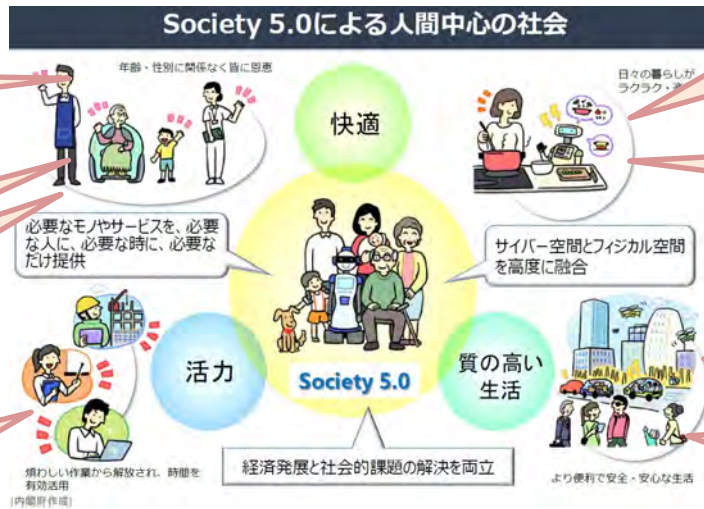 Society 5.0による人間中心の社会
年齢・性別に関係なく皆に恩恵
日々の暮らしが
ラクラク・
快適
必要なモノやサービスを、必要
な人に、必要な時に、必要な
だけ提供
サイバー空間とフィジカル空間
を高度に融合
活力
Society 5.0
質の高い
生活
経済発展と社会的課題の解決を両立
煩わしい作業から解放され、時間を
有効活用
より便利で安全・安心な生活
[内閣府作成]